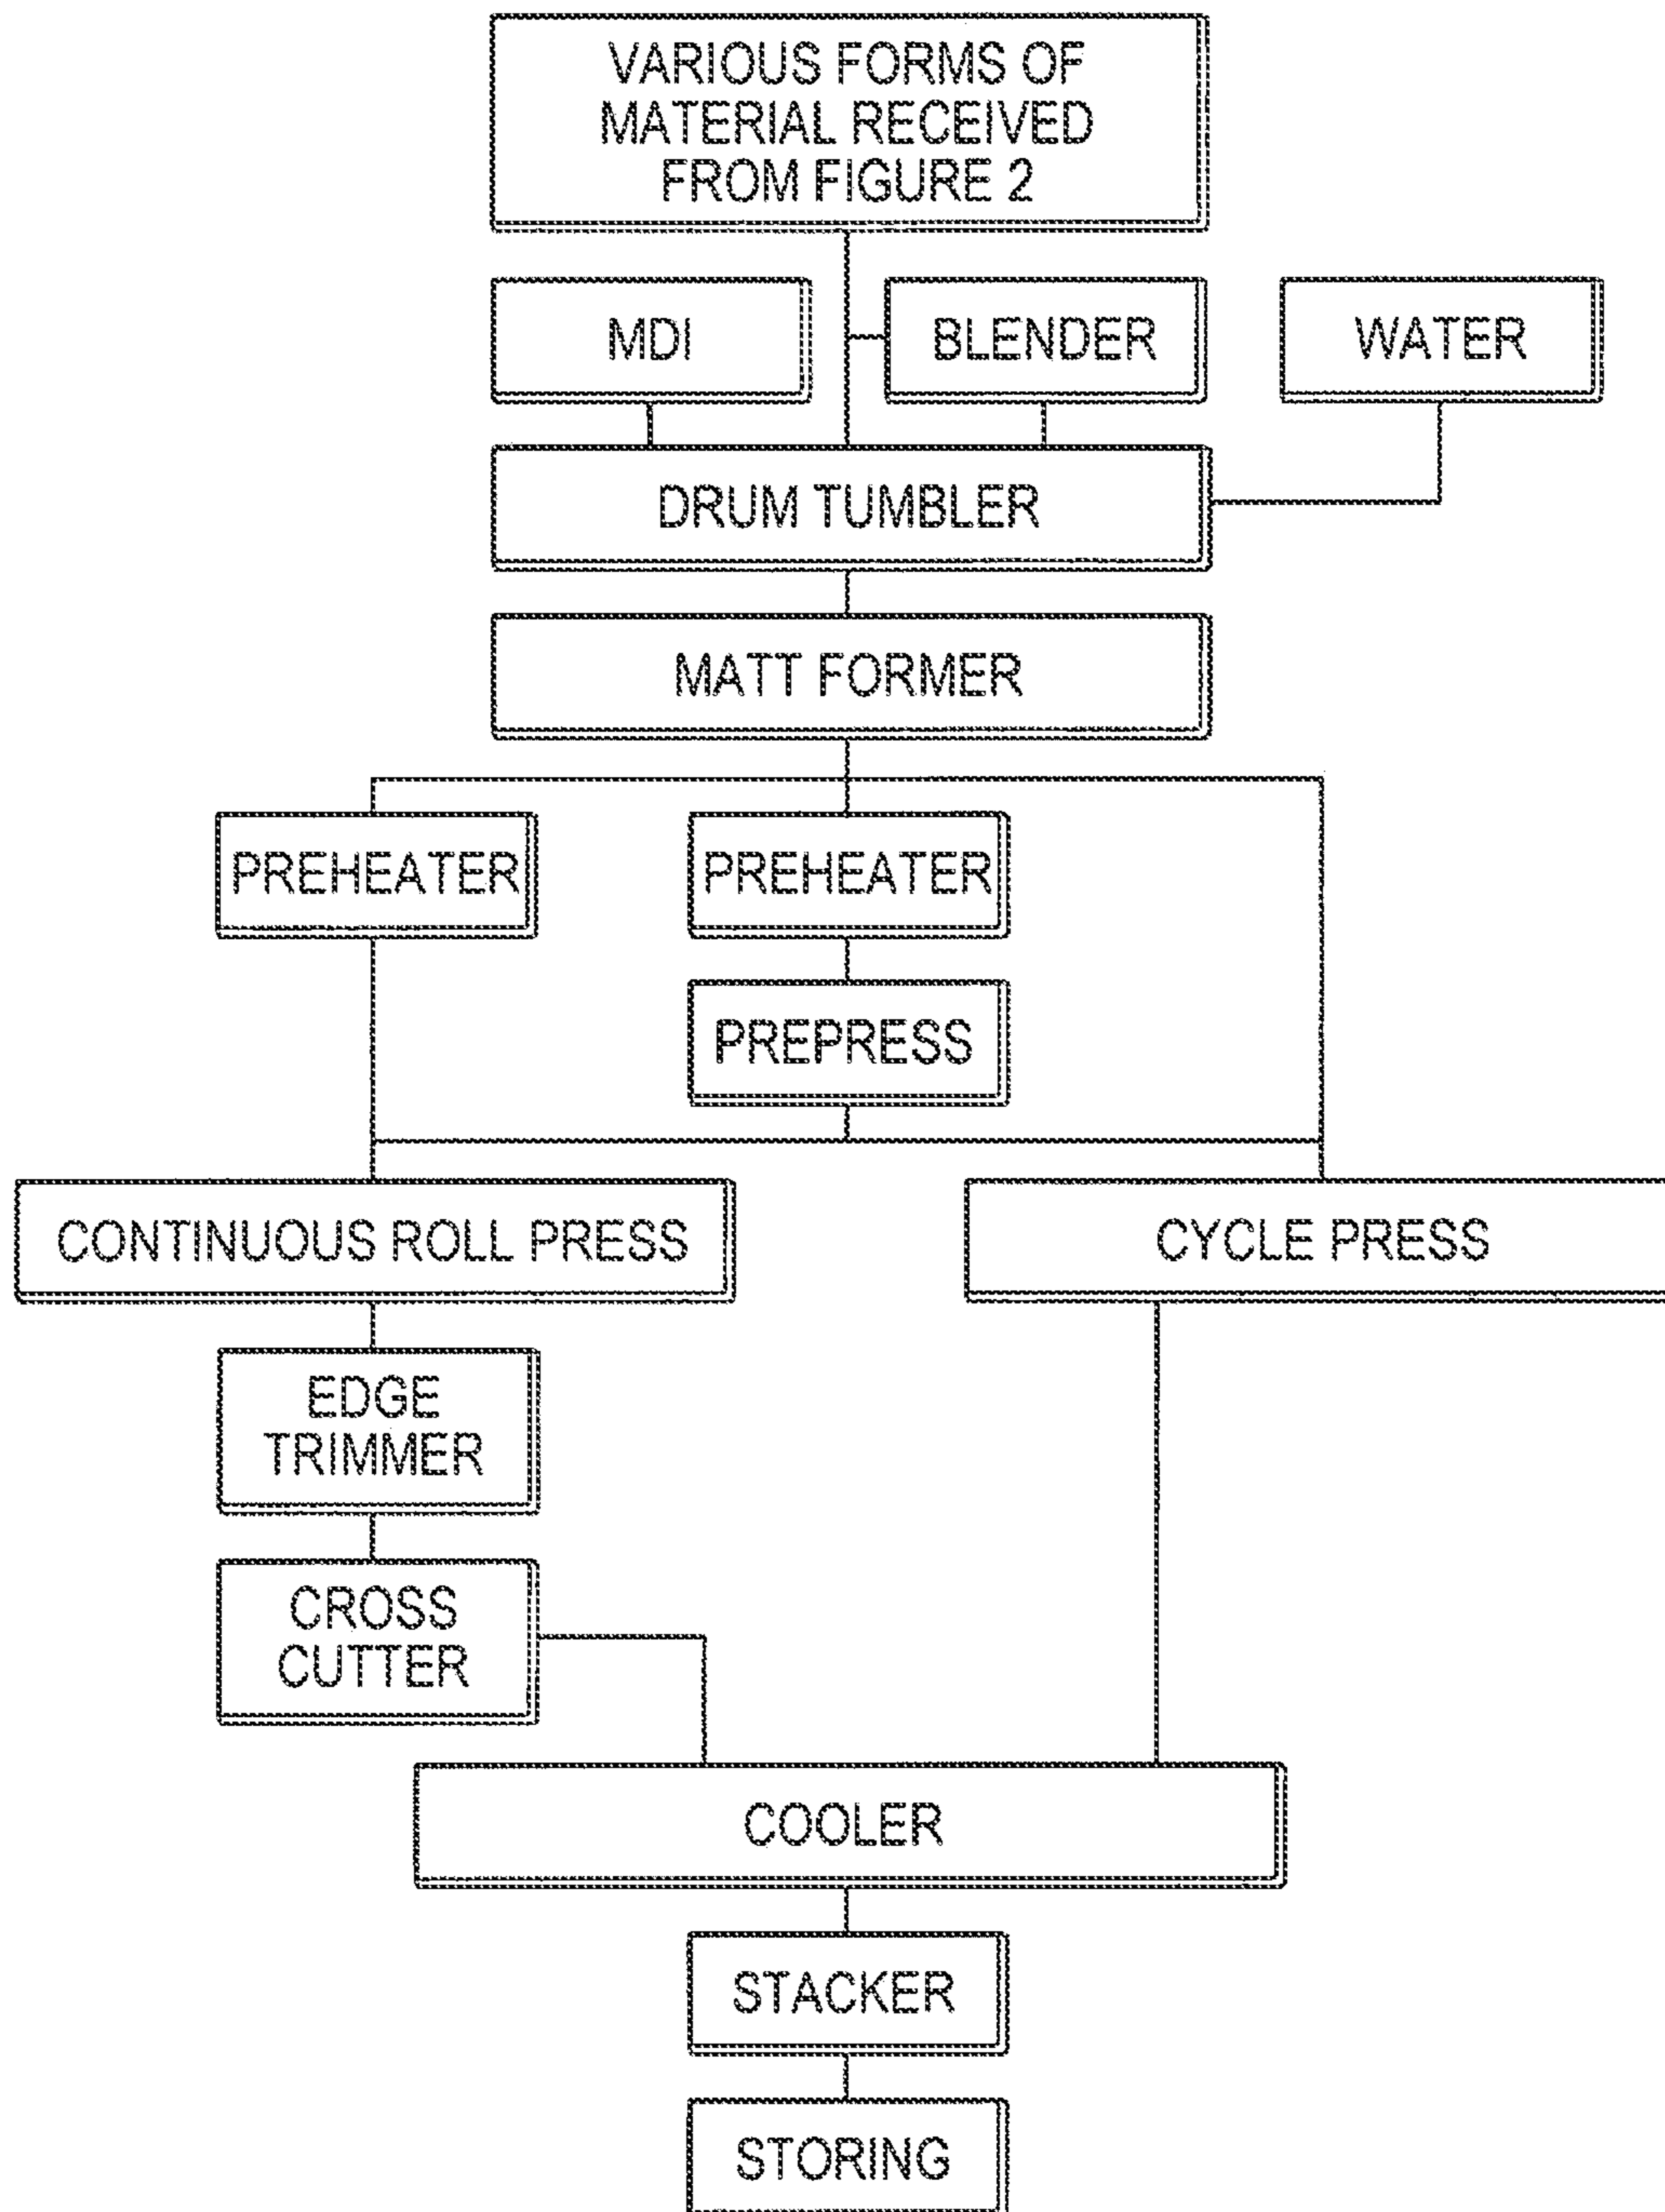 VARIOUS FORMS OF
MATERIAL RECEIVED
FROM FIGURE 2
MDI
BLENDER
WATER
DRUM TUMBLER
MATT FORMER
PREHEATER
PREHEATER
PREPRESS
CONTINUOUS ROLL PRESS
CYCLE PRESS
EDGE
TRIMMER
CROSS
CUTTER
COOLER
STACKER
STORING